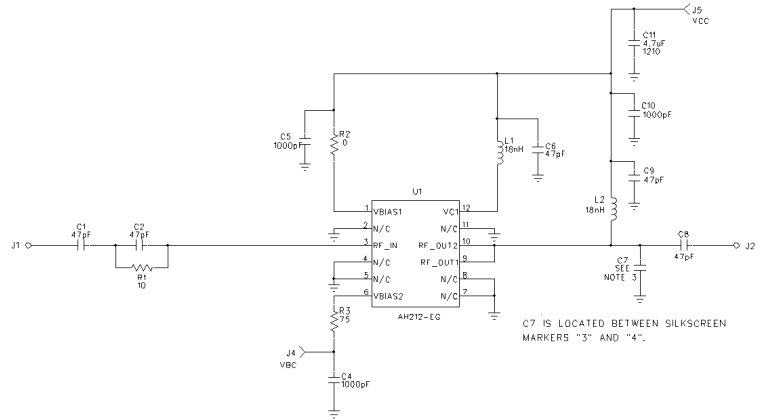 J5
VCC
C11
4.7uF
1210
C10
1000pF
C5
1000pF
R2
0
L1
18nH
C6
47pF
C9
47pF
L2
18nH
U1
1 VBIAS1 VC1 12
2 N/C N/C 11
3 RF_IN RF_OUT2 10
RF_OUT1 9
4 N/C
5 N/C N/C 8
6 VBIAS2 N/C 7
AH212-EG
J1
C1
47pF
C2
47pF
R1
10
C8
47pF
J2
C7
SEE
NOTE 3
R3
75
J4
VBC
C4
1000pF
C7 IS LOCATED BETWEEN SILKSCREEN
MARKERS "3" AND "4".